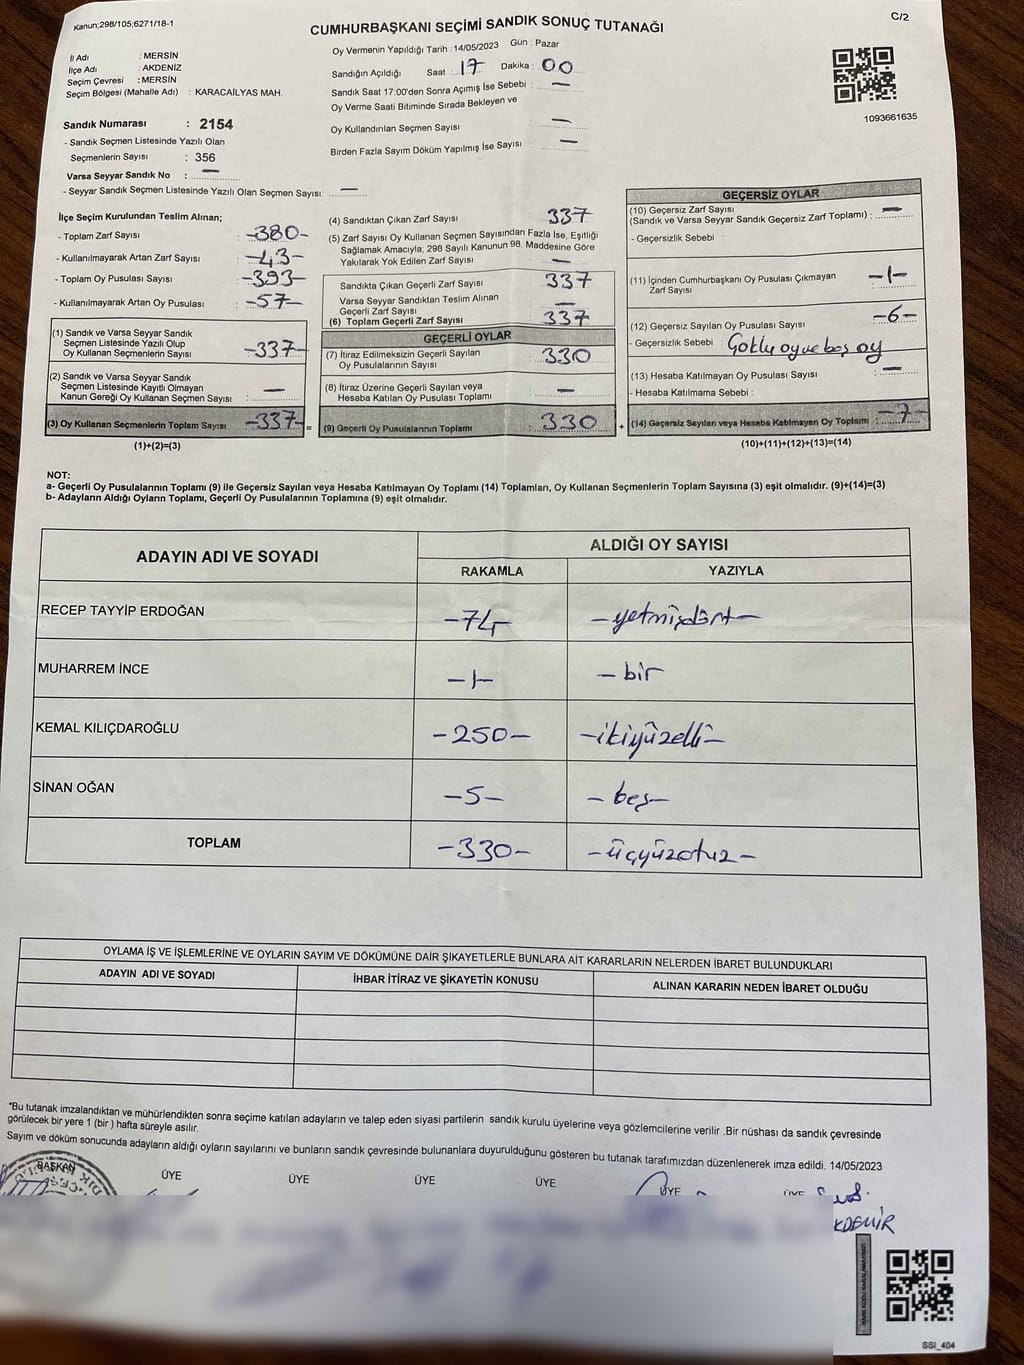 Kanun;298/105;6271/18-1
C/2
CUMHURBAŞKANI SEÇİMİ SANDIK SONUÇ TUTANAĞI
İl Adı : MERSİN
İlçe Adı : AKDENİZ
Seçim Çevresi : MERSİN
Seçim Bölgesi (Mahalle Adı) : KARACAİLYAS MAH.
Oy Vermenin Yapıldığı Tarih : 14/05/2023 Gün : Pazar
Sandığın Açıldığı Saat : 17 Dakika : 00
Sandık Saat 17:00'den Sonra Açımış İse Sebebi : —
Oy Verme Saati Bitiminde Sırada Bekleyen ve
Oy Kullandırılan Seçmen Sayısı —
Birden Fazla Sayım Döküm Yapılmış İse Sayısı —
1093661635
Sandık Numarası : 2154
- Sandık Seçmen Listesinde Yazılı Olan
Seçmenlerin Sayısı : 356
Varsa Seyyar Sandık No : —
- Seyyar Sandık Seçmen Listesinde Yazılı Olan Seçmen Sayısı: —
İlçe Seçim Kurulundan Teslim Alınan;
- Toplam Zarf Sayısı : -380-
- Kullanılmayarak Artan Zarf Sayısı : -43-
- Toplam Oy Pusulası Sayısı : -393-
- Kullanılmayarak Artan Oy Pusulası : -57-
(1) Sandık ve Varsa Seyyar Sandık
Seçmen Listesinde Yazılı Olup
Oy Kullanan Seçmenlerin Sayısı : -337-
(2) Sandık ve Varsa Seyyar Sandık
Seçmen Listesinde Kayıtlı Olmayan
Kanun Gereği Oy Kullanan Seçmen Sayısı : —
(3) Oy Kullanan Seçmenlerin Toplam Sayısı -337-
(1)+(2)=(3)
(4) Sandıktan Çıkan Zarf Sayısı 337
(5) Zarf Sayısı Oy Kullanan Seçmen Sayısından Fazla İse, Eşitliği
Sağlamak Amacıyla; 298 Sayılı Kanunun 98. Maddesine Göre
Yakılarak Yok Edilen Zarf Sayısı —
Sandıkta Çıkan Geçerli Zarf Sayısı 337
Varsa Seyyar Sandıktan Teslim Alınan
Geçerli Zarf Sayısı —
(6) Toplam Geçerli Zarf Sayısı 337
GEÇERLİ OYLAR
(7) İtiraz Edilmeksizin Geçerli Sayılan
Oy Pusulalarının Sayısı 330
(8) İtiraz Üzerine Geçerli Sayılan veya
Hesaba Katılan Oy Pusulası Toplamı —
= (9) Geçerli Oy Pusulalarının Toplamı 330
GEÇERSİZ OYLAR
(10) Geçersiz Zarf Sayısı
(Sandık ve Varsa Seyyar Sandık Geçersiz Zarf Toplamı) : —
- Geçersizlik Sebebi :
(11) İçinden Cumhurbaşkanı Oy Pusulası Çıkmayan
Zarf Sayısı -1-
(12) Geçersiz Sayılan Oy Pusulası Sayısı -6-
- Geçersizlik Sebebi : Çoklu oy ve boş oy
(13) Hesaba Katılmayan Oy Pusulası Sayısı —
- Hesaba Katılmama Sebebi :
+ (14) Geçersiz Sayılan veya Hesaba Katılmayan Oy Toplamı : -7-
(10)+(11)+(12)+(13)=(14)
NOT:
a- Geçerli Oy Pusulalarının Toplamı (9) ile Geçersiz Sayılan veya Hesaba Katılmayan Oy Toplamı (14) Toplamları, Oy Kullanan Seçmenlerin Toplam Sayısına (3) eşit olmalıdır. (9)+(14)=(3)
b- Adayların Aldığı Oyların Toplamı, Geçerli Oy Pusulalarının Toplamına (9) eşit olmalıdır.
ADAYIN ADI VE SOYADI
ALDIĞI OY SAYISI
RAKAMLA YAZIYLA
RECEP TAYYİP ERDOĞAN -74- -yetmişdört-
MUHARREM İNCE -1- -bir
KEMAL KILIÇDAROĞLU -250- -ikiyüzelli-
SİNAN OĞAN -5- -beş-
TOPLAM -330- -üçyüzotuz-
OYLAMA İŞ VE İŞLEMLERİNE VE OYLARIN SAYIM VE DÖKÜMÜNE DAİR ŞİKAYETLERLE BUNLARA AİT KARARLARIN NELERDEN İBARET BULUNDUKLARI
ADAYIN ADI VE SOYADI İHBAR İTİRAZ VE ŞİKAYETİN KONUSU ALINAN KARARIN NEDEN İBARET OLDUĞU
*Bu tutanak imzalandıktan ve mühürlendikten sonra seçime katılan adayların ve talep eden siyasi partilerin sandık kurulu üyelerine veya gözlemcilerine verilir .Bir nüshası da sandık çevresinde
görülecek bir yere 1 (bir ) hafta süreyle asılır.
Sayım ve döküm sonucunda adayların aldığı oyların sayılarını ve bunların sandık çevresinde bulunanlara duyurulduğunu gösteren bu tutanak tarafımızdan düzenlenerek imza edildi. 14/05/2023
BAŞKAN ÜYE ÜYE ÜYE ÜYE ÜYE ÜYE
KDEMİR
SSI_404